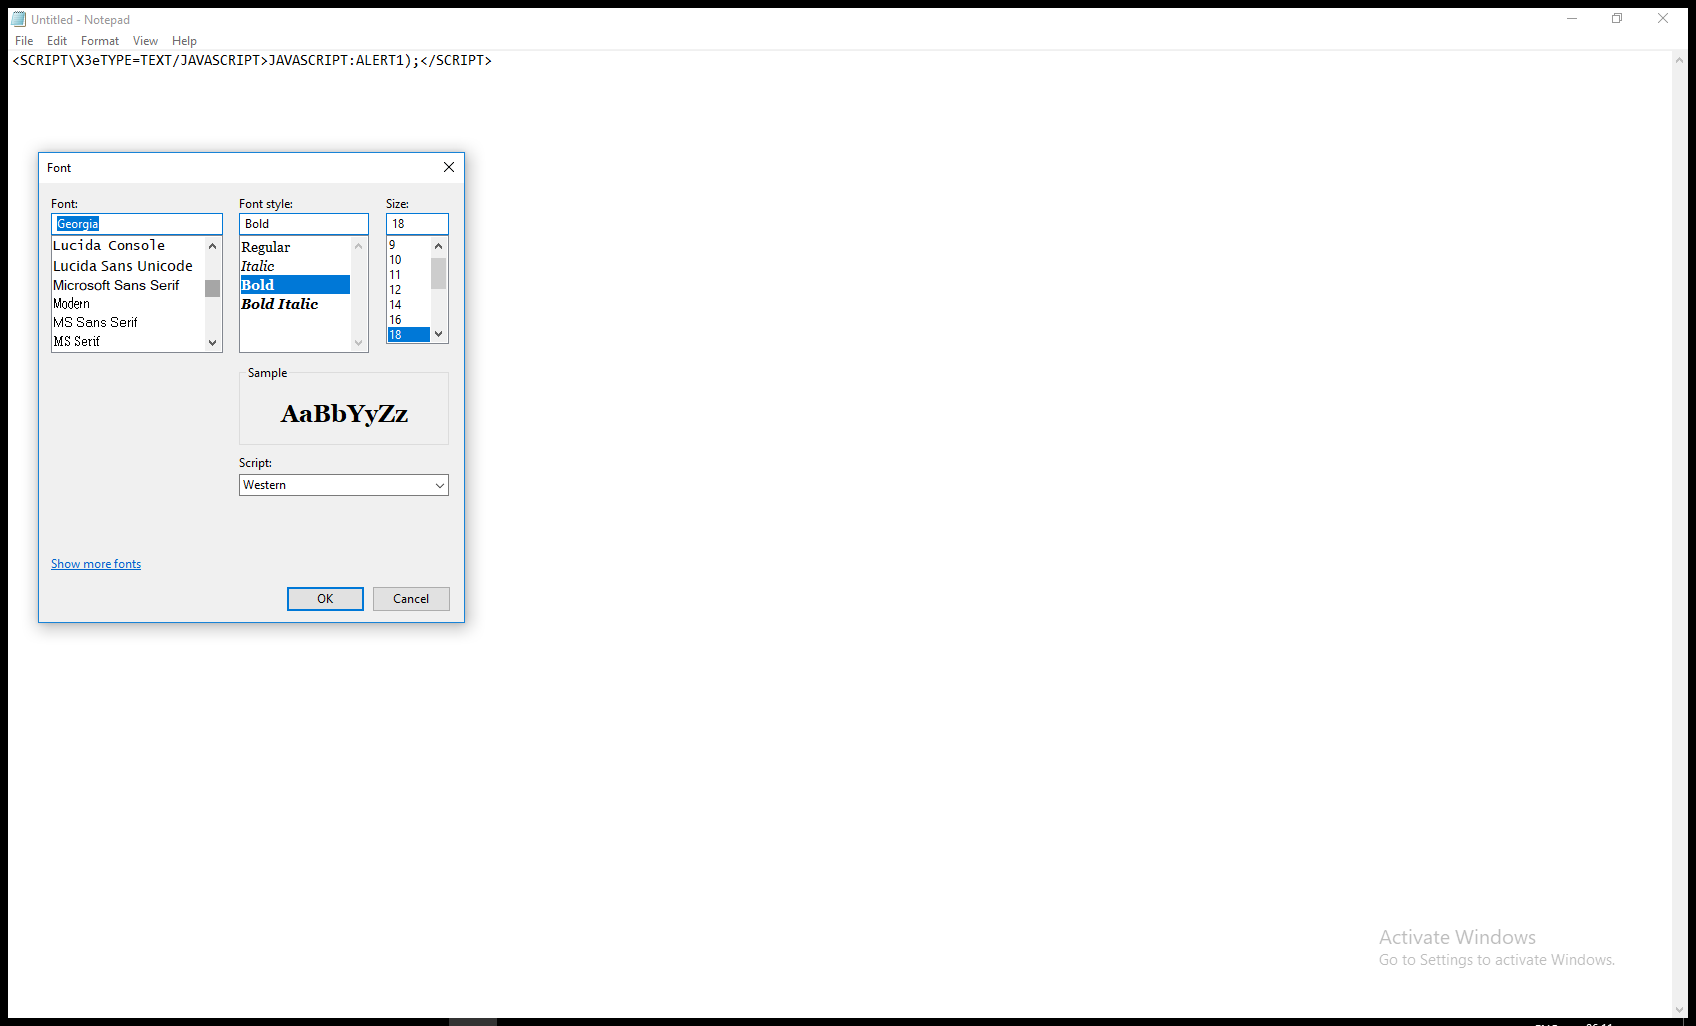 Untitled - Notepad
File Edit Format View Help
<SCRIPT\X3eTYPE=TEXT/JAVASCRIPT>JAVASCRIPT:ALERT1);</SCRIPT>
Font
Font: Font style: Size:
Georgia Bold 18
Lucida Console
Lucida Sans Unicode
Microsoft Sans Serif
Modern
MS Sans Serif
MS Serif
Regular
Italic
Bold
Bold Italic
9
10
11
12
14
16
18
Sample
AaBbYyZz
Script:
Western
Show more fonts
OK Cancel
Activate Windows
Go to Settings to activate Windows.